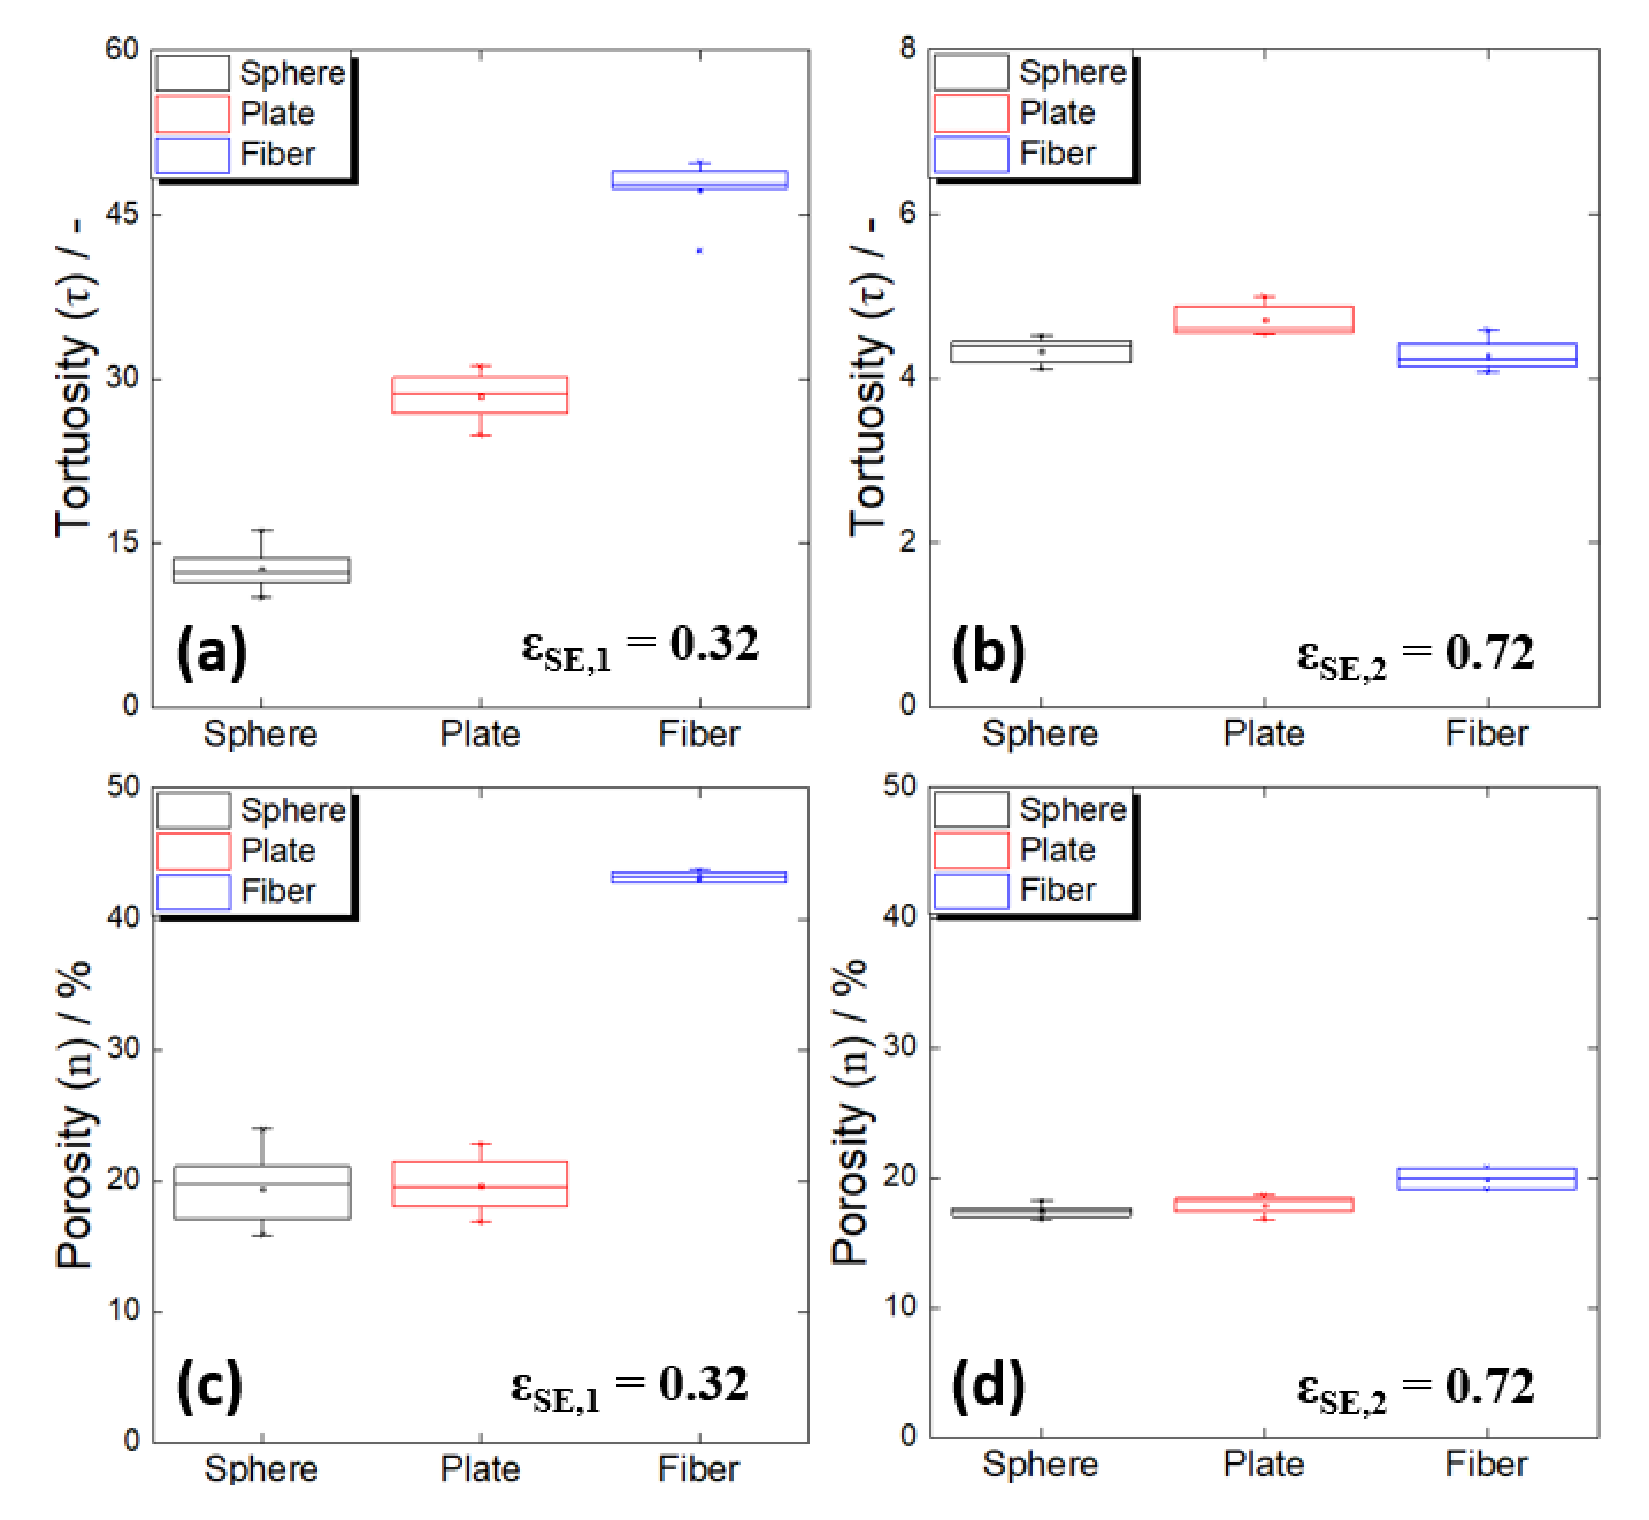 60
45
30
15
0
Tortuosity (τ) / -
Sphere
Plate
Fiber
(a)
εSE,1 = 0.32
Sphere
Plate
Fiber
8
6
4
2
0
Tortuosity (τ) / -
Sphere
Plate
Fiber
(b)
εSE,2 = 0.72
Sphere
Plate
Fiber
50
40
30
20
10
0
Porosity (n) / %
Sphere
Plate
Fiber
(c)
εSE,1 = 0.32
Sphere
Plate
Fiber
50
40
30
20
10
0
Porosity (n) / %
Sphere
Plate
Fiber
(d)
εSE,2 = 0.72
Sphere
Plate
Fiber